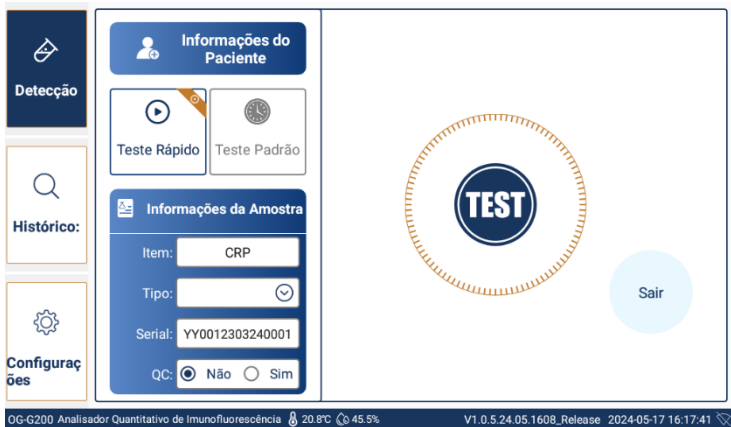 Detecção
Histórico:
Configuraç
ões
Informações do
Paciente
Teste Rápido
Teste Padrão
Informações da Amostra
Item: CRP
Tipo:
Serial: YY0012303240001
QC: Não Sim
TEST
Sair
OG-G200 Analisador Quantitativo de Imunofluorescência 20.8℃ 45.5% V1.0.5.24.05.1608_Release 2024-05-17 16:17:41